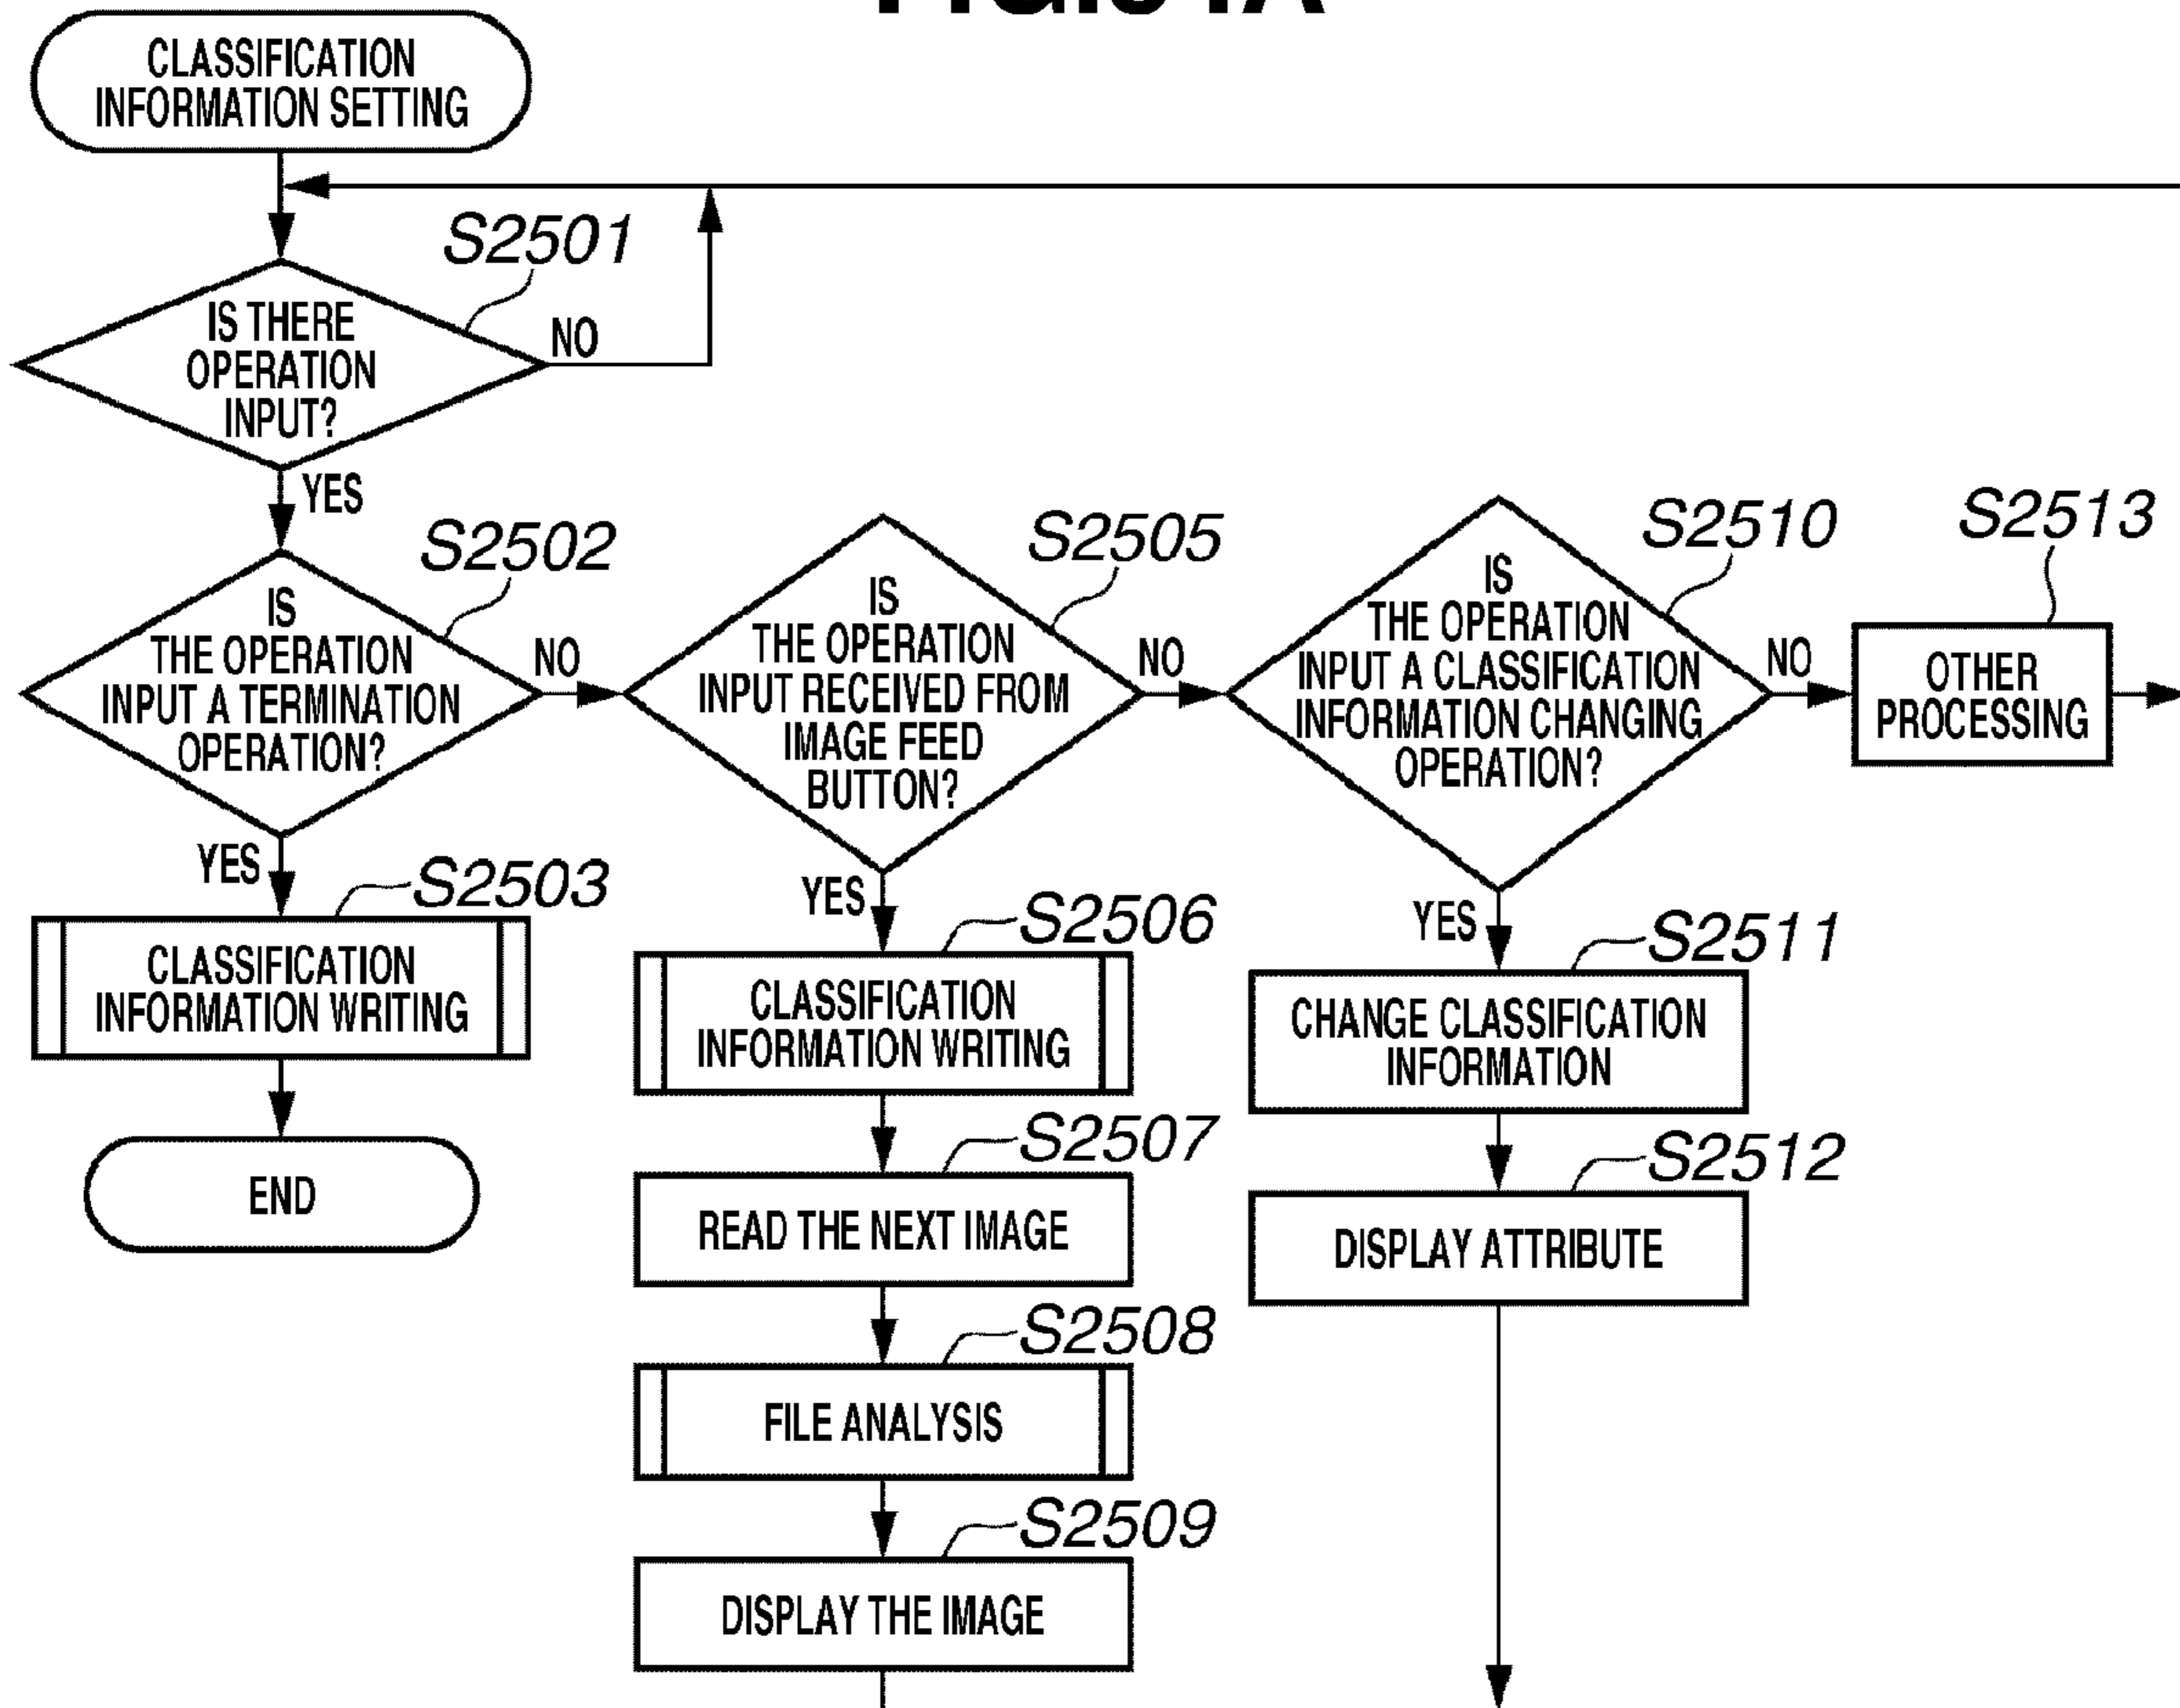 CLASSIFICATION
INFORMATION SETTING
S2501
IS THERE
OPERATION
INPUT?
NO
YES
S2502
IS
THE OPERATION
INPUT A TERMINATION
OPERATION?
NO
YES
S2503
CLASSIFICATION
INFORMATION WRITING
END
S2505
IS
THE OPERATION
INPUT RECEIVED FROM
IMAGE FEED
BUTTON?
NO
YES
S2506
CLASSIFICATION
INFORMATION WRITING
S2507
READ THE NEXT IMAGE
S2508
FILE ANALYSIS
S2509
DISPLAY THE IMAGE
S2510
IS
THE OPERATION
INPUT A CLASSIFICATION
INFORMATION CHANGING
OPERATION?
NO
YES
S2511
CHANGE CLASSIFICATION
INFORMATION
S2512
DISPLAY ATTRIBUTE
S2513
OTHER
PROCESSING